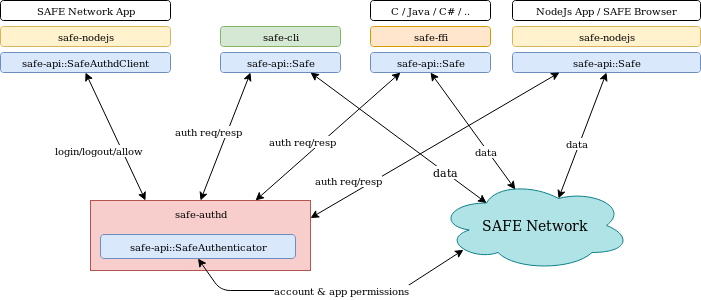 SAFE Network App
C / Java / C# / ..
NodeJs App / SAFE Browser
safe-nodejs
safe-cli
safe-ffi
safe-nodejs
safe-api::SafeAuthdClient
safe-api::Safe
safe-api::Safe
safe-api::Safe
auth req/resp
auth req/resp
data
login/logout/allow
data
data
auth req/resp
safe-authd
SAFE Network
safe-api::SafeAuthenticator
account & app permissions